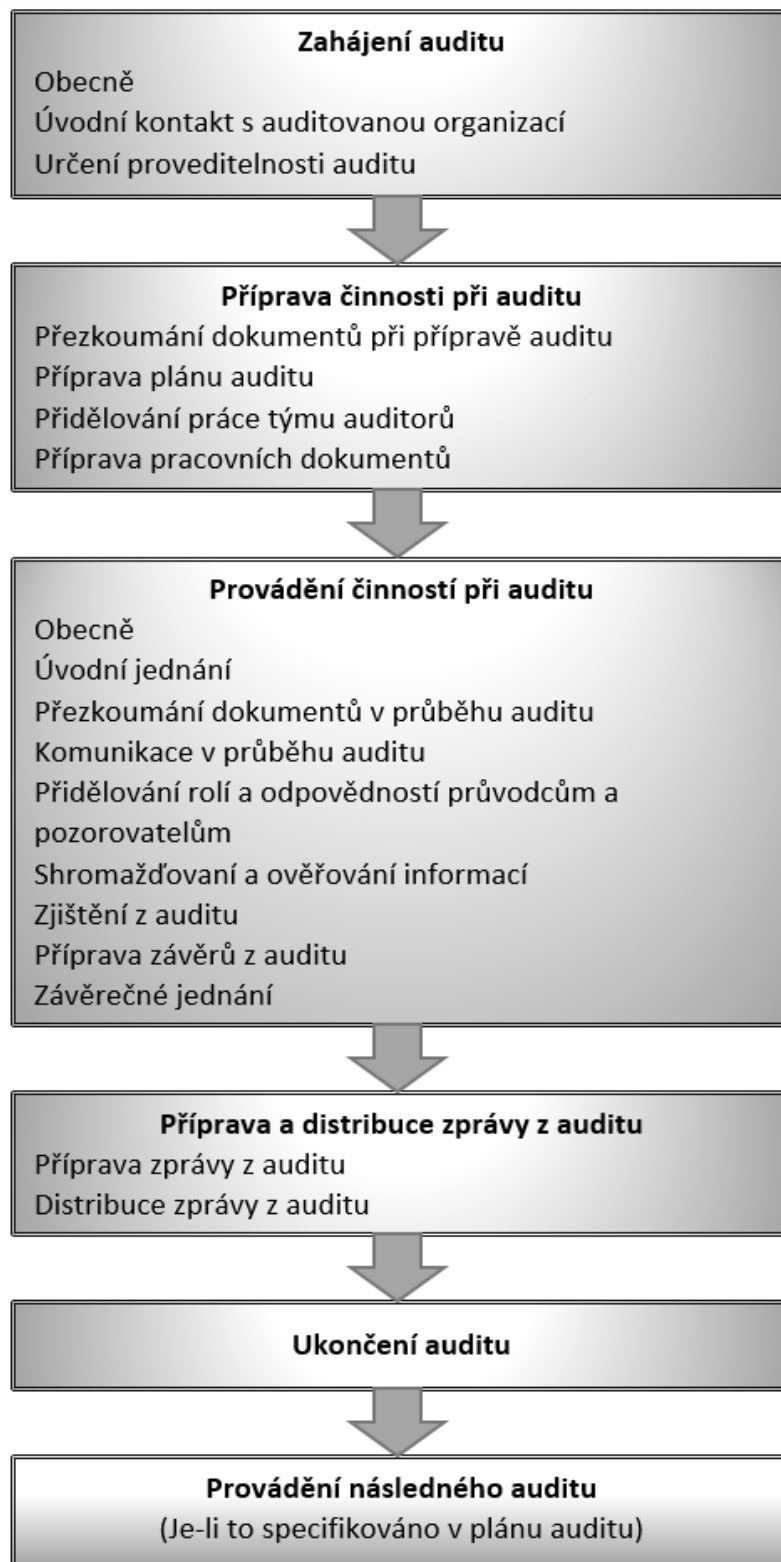 Zahájení auditu
Obecně
Úvodní kontakt s auditovanou organizací
Určení proveditelnosti auditu
Příprava činnosti při auditu
Přezkoumání dokumentů při přípravě auditu
Příprava plánu auditu
Přidělování práce týmu auditorů
Příprava pracovních dokumentů
Provádění činností při auditu
Obecně
Úvodní jednání
Přezkoumání dokumentů v průběhu auditu
Komunikace v průběhu auditu
Přidělování rolí a odpovědností průvodcům a
pozorovatelům
Shromažďovaní a ověřování informací
Zjištění z auditu
Příprava závěrů z auditu
Závěrečné jednání
Příprava a distribuce zprávy z auditu
Příprava zprávy z auditu
Distribuce zprávy z auditu
Ukončení auditu
Provádění následného auditu
(Je-li to specifikováno v plánu auditu)